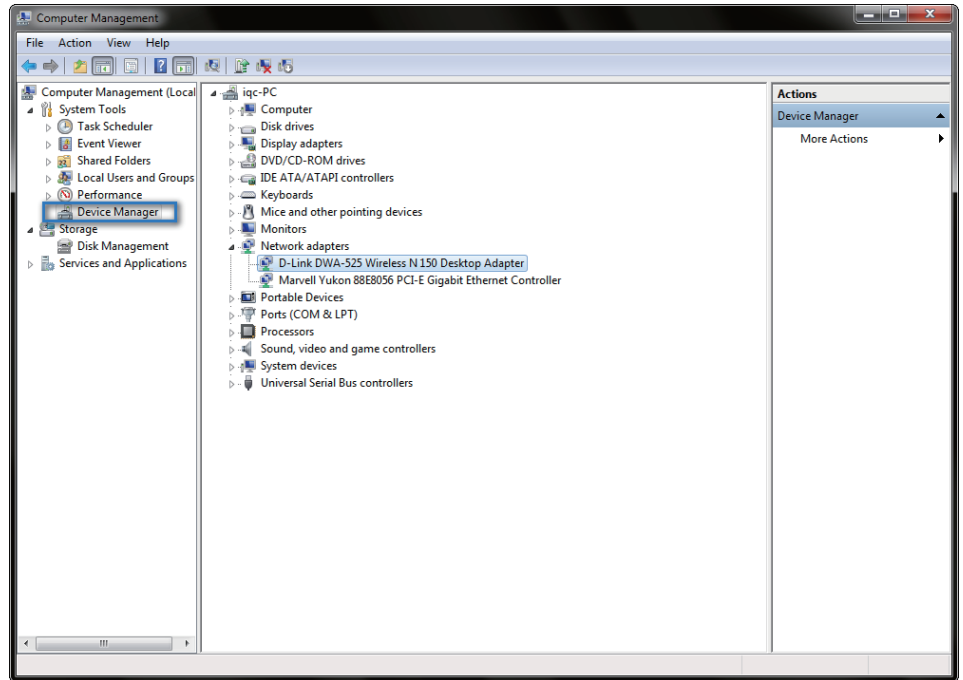 Computer Management
File Action View Help
Computer Management (Local
System Tools
Task Scheduler
Event Viewer
Shared Folders
Local Users and Groups
Performance
Device Manager
Storage
Disk Management
Services and Applications
iqc-PC
Computer
Disk drives
Display adapters
DVD/CD-ROM drives
IDE ATA/ATAPI controllers
Keyboards
Mice and other pointing devices
Monitors
Network adapters
D-Link DWA-525 Wireless N 150 Desktop Adapter
Marvell Yukon 88E8056 PCI-E Gigabit Ethernet Controller
Portable Devices
Ports (COM & LPT)
Processors
Sound, video and game controllers
System devices
Universal Serial Bus controllers
Actions
Device Manager
More Actions